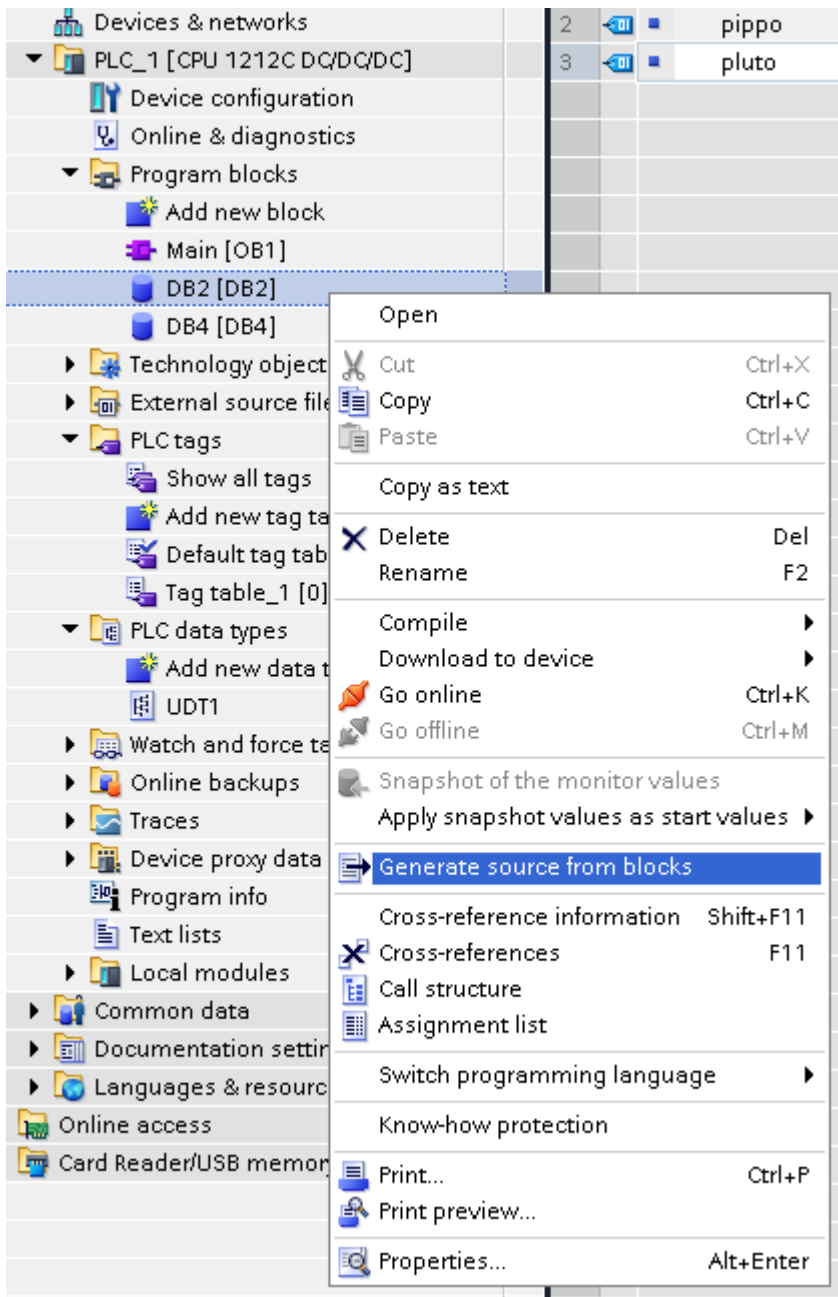 Devices & networks
PLC_1 [CPU 1212C DC/DC/DC]
Device configuration
Online & diagnostics
Program blocks
Add new block
Main [OB1]
DB2 [DB2]
DB4 [DB4]
Technology object
External source file
PLC tags
Show all tags
Add new tag ta
Default tag tab
Tag table_1 [0]
PLC data types
Add new data t
UDT1
Watch and force ta
Online backups
Traces
Device proxy data
Program info
Text lists
Local modules
Common data
Documentation settin
Languages & resourc
Online access
Card Reader/USB memor
2 pippo
3 pluto
Open
Cut Ctrl+X
Copy Ctrl+C
Paste Ctrl+V
Copy as text
Delete Del
Rename F2
Compile
Download to device
Go online Ctrl+K
Go offline Ctrl+M
Snapshot of the monitor values
Apply snapshot values as start values
Generate source from blocks
Cross-reference information Shift+F11
Cross-references F11
Call structure
Assignment list
Switch programming language
Know-how protection
Print... Ctrl+P
Print preview...
Properties... Alt+Enter